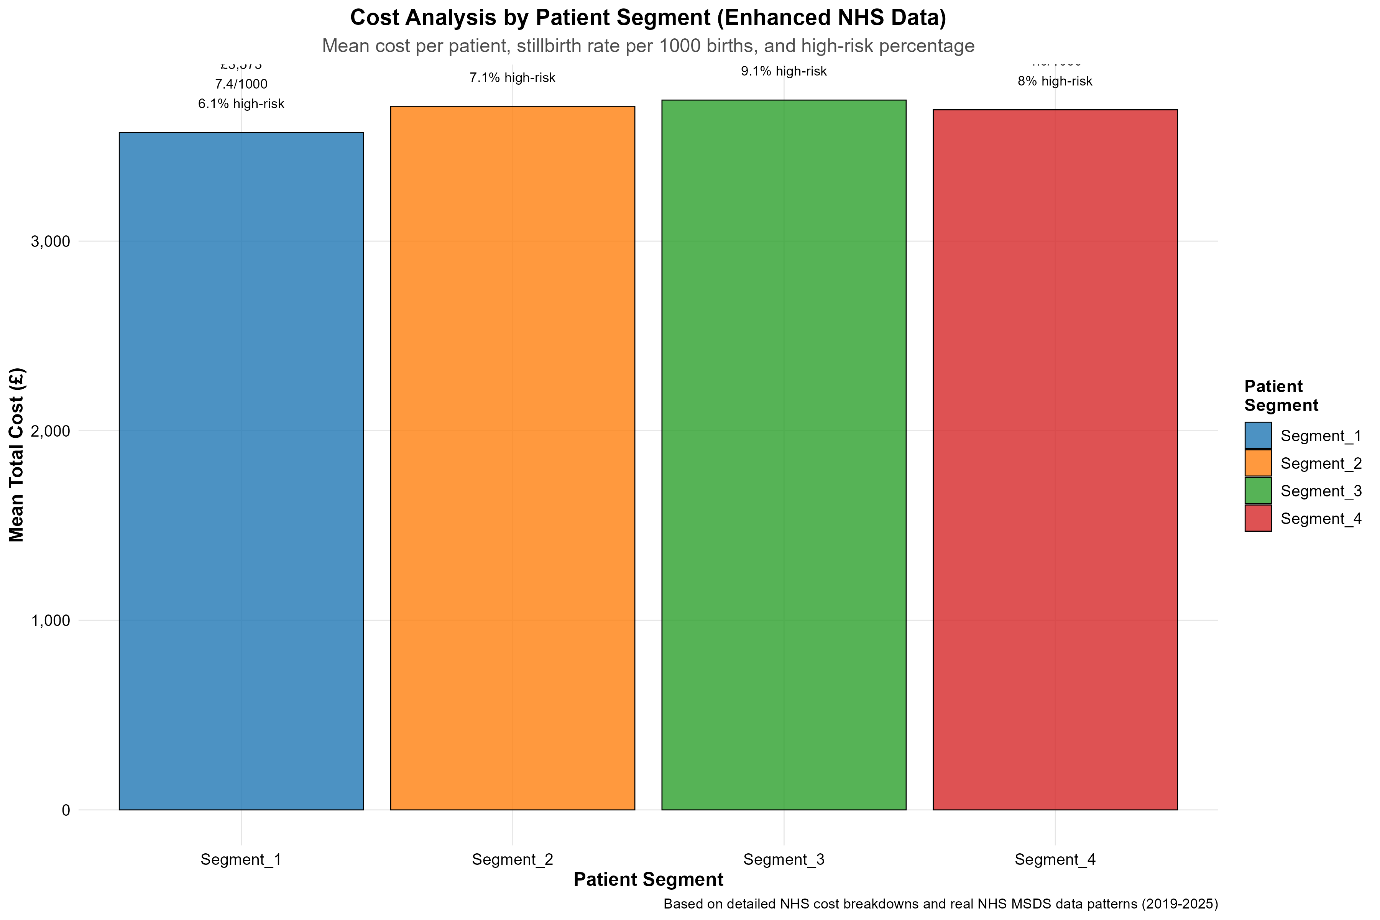 Cost Analysis by Patient Segment (Enhanced NHS Data)
Mean cost per patient, stillbirth rate per 1000 births, and high-risk percentage
£3,573
7.4/1000
6.1% high-risk
7.1% high-risk
9.1% high-risk
8% high-risk
3,000
2,000
1,000
0
Mean Total Cost (£)
Segment_1
Segment_2
Segment_3
Segment_4
Patient Segment
Patient
Segment
Segment_1
Segment_2
Segment_3
Segment_4
Based on detailed NHS cost breakdowns and real NHS MSDS data patterns (2019-2025)